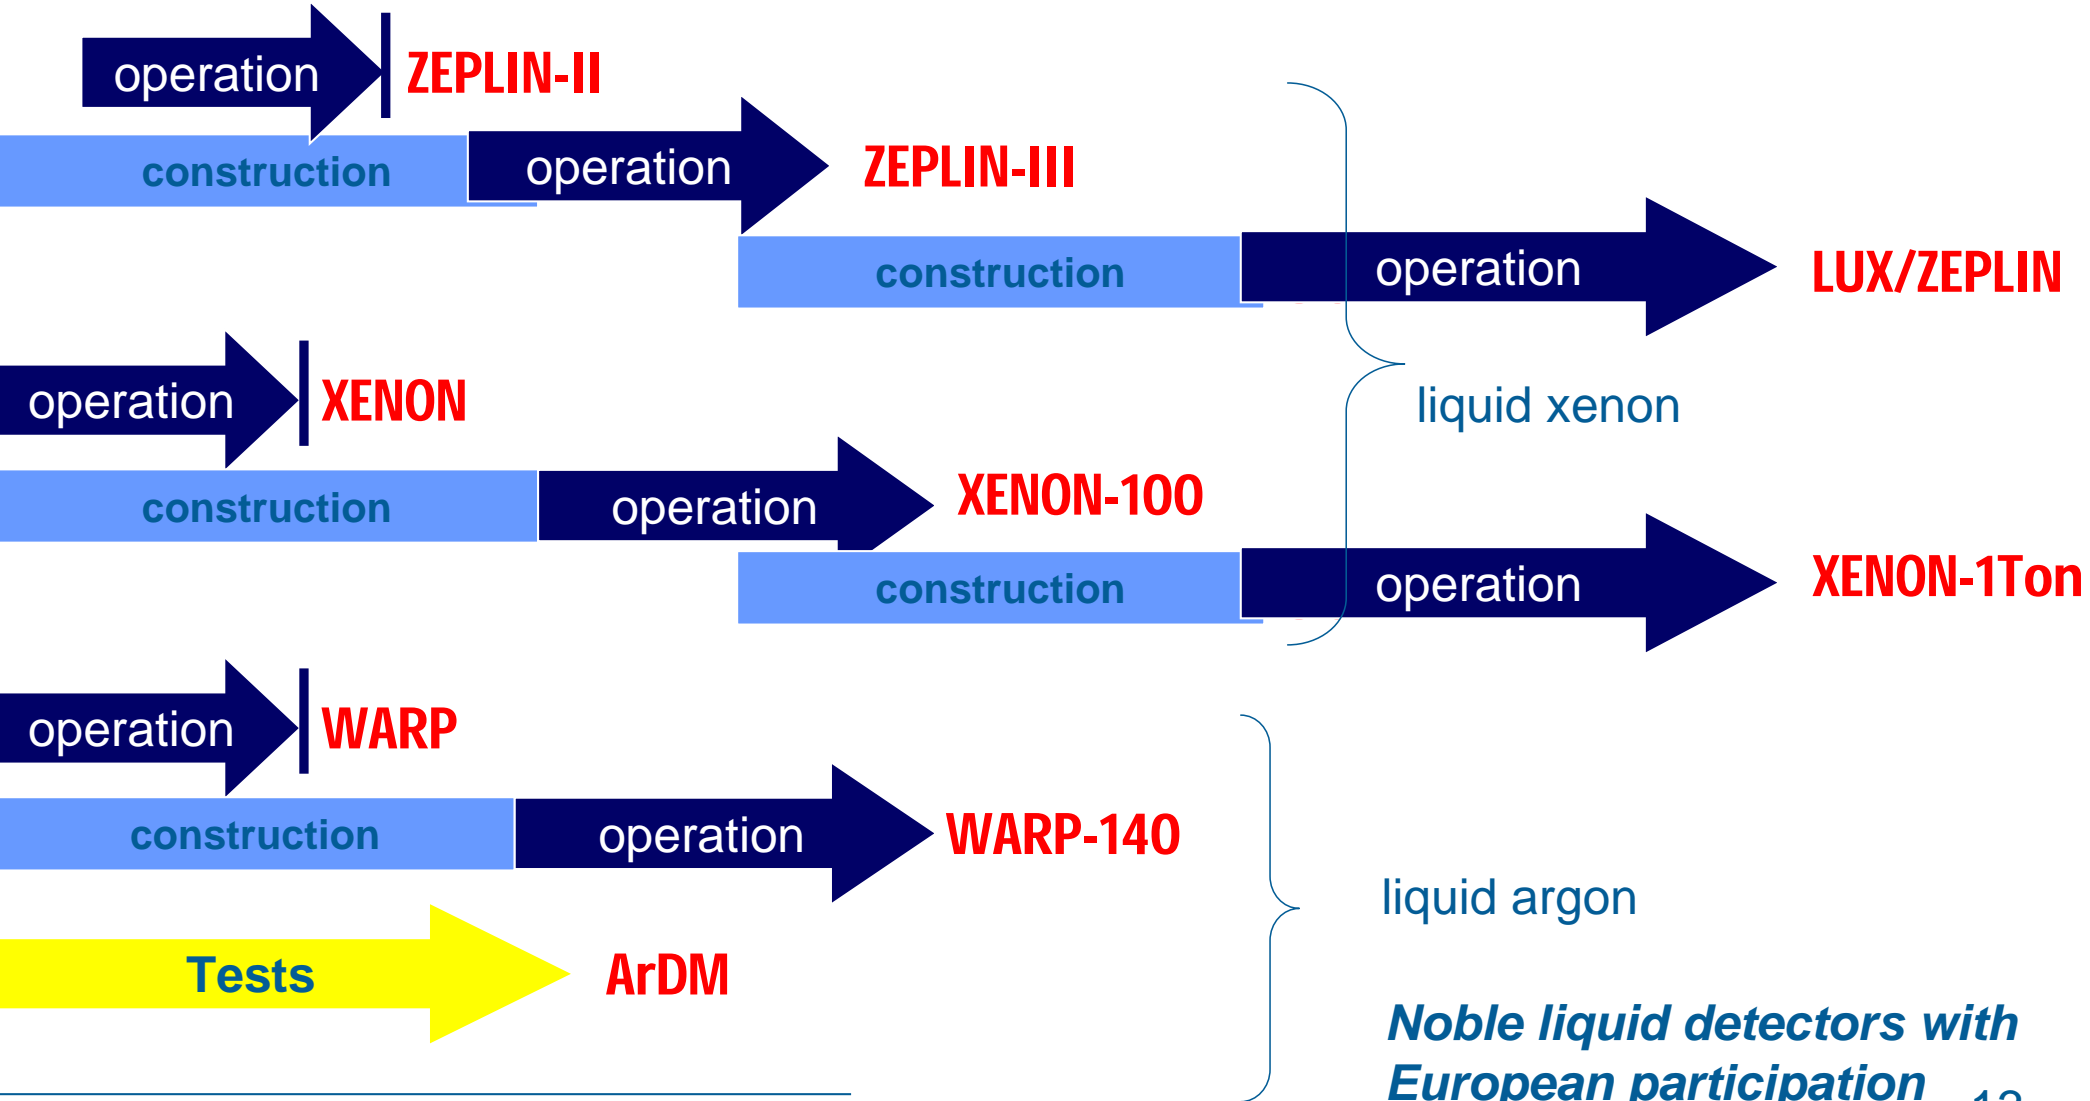 operation ZEPLIN-II
construction operation ZEPLIN-III
construction operation LUX/ZEPLIN
operation XENON
liquid xenon
construction operation XENON-100
construction operation XENON-1Ton
operation WARP
construction operation WARP-140
liquid argon
Tests ArDM
Noble liquid detectors with
European participation